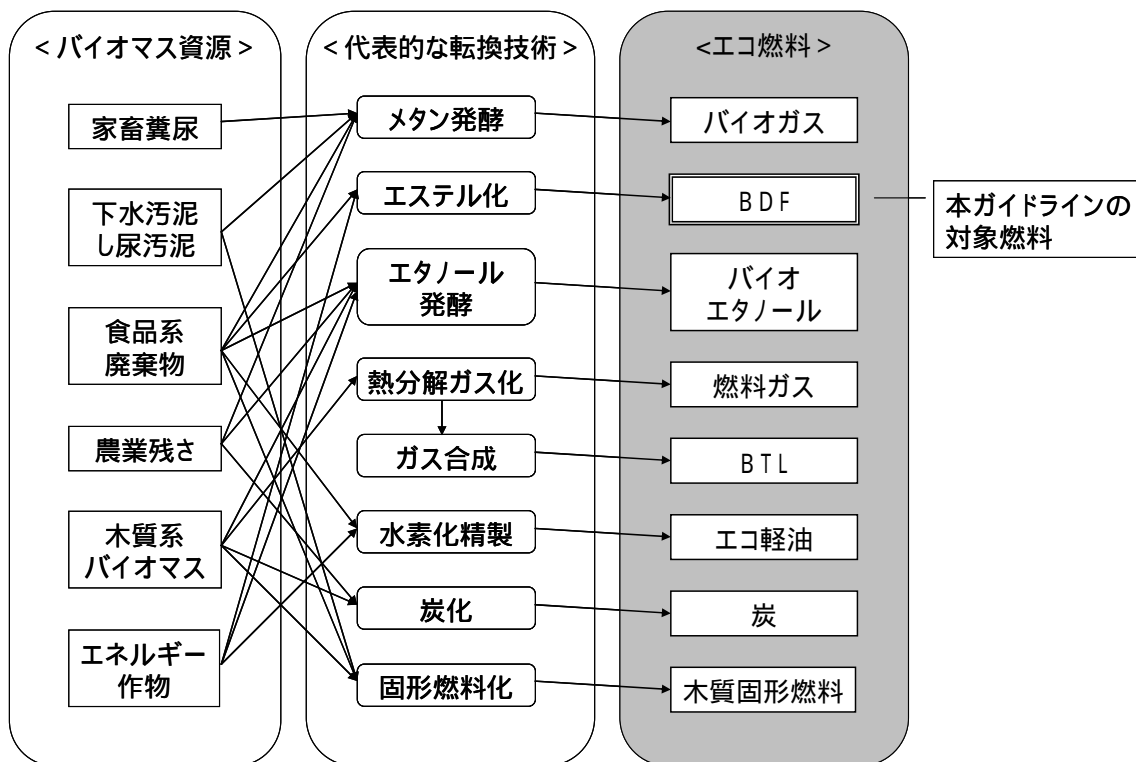 <バイオマス資源>
家畜糞尿
下水汚泥
し尿汚泥
食品系
廃棄物
農業残さ
木質系
バイオマス
エネルギー
作物
<代表的な転換技術>
メタン発酵
エステル化
エタノール
発酵
熱分解ガス化
ガス合成
水素化精製
炭化
固形燃料化
<エコ燃料>
バイオガス
BDF
バイオ
エタノール
燃料ガス
BTL
エコ軽油
炭
木質固形燃料
本ガイドラインの
対象燃料